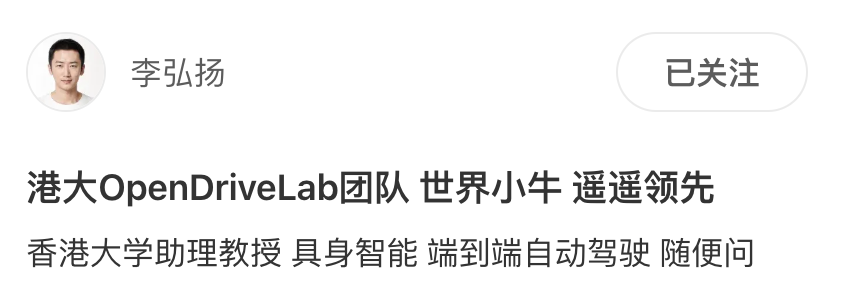 李弘扬
已关注
港大OpenDriveLab团队 世界小牛 遥遥领先
香港大学助理教授 具身智能 端到端自动驾驶 随便问